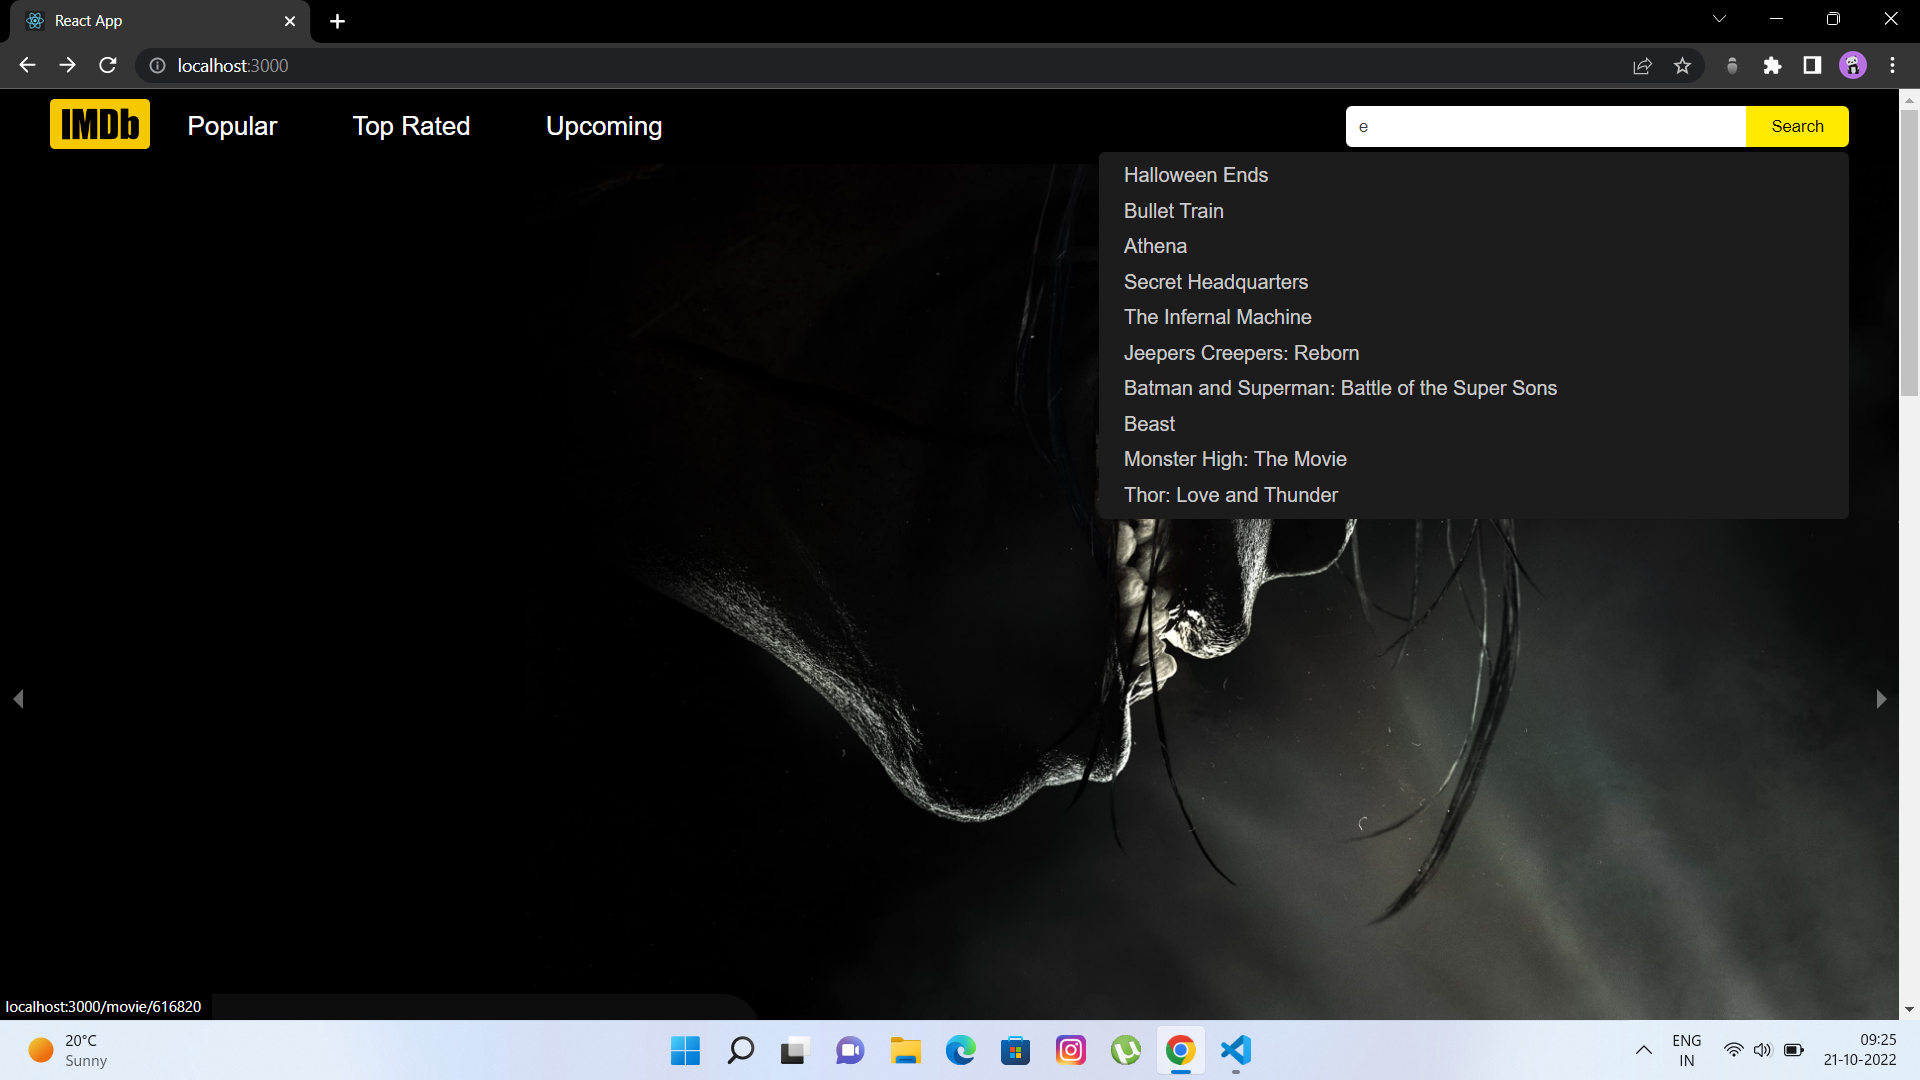 React App
localhost:3000
IMDb
Popular
Top Rated
Upcoming
e
Search
Halloween Ends
Bullet Train
Athena
Secret Headquarters
The Infernal Machine
Jeepers Creepers: Reborn
Batman and Superman: Battle of the Super Sons
Beast
Monster High: The Movie
Thor: Love and Thunder
localhost:3000/movie/616820
20°C
Sunny
ENG
IN
09:25
21-10-2022